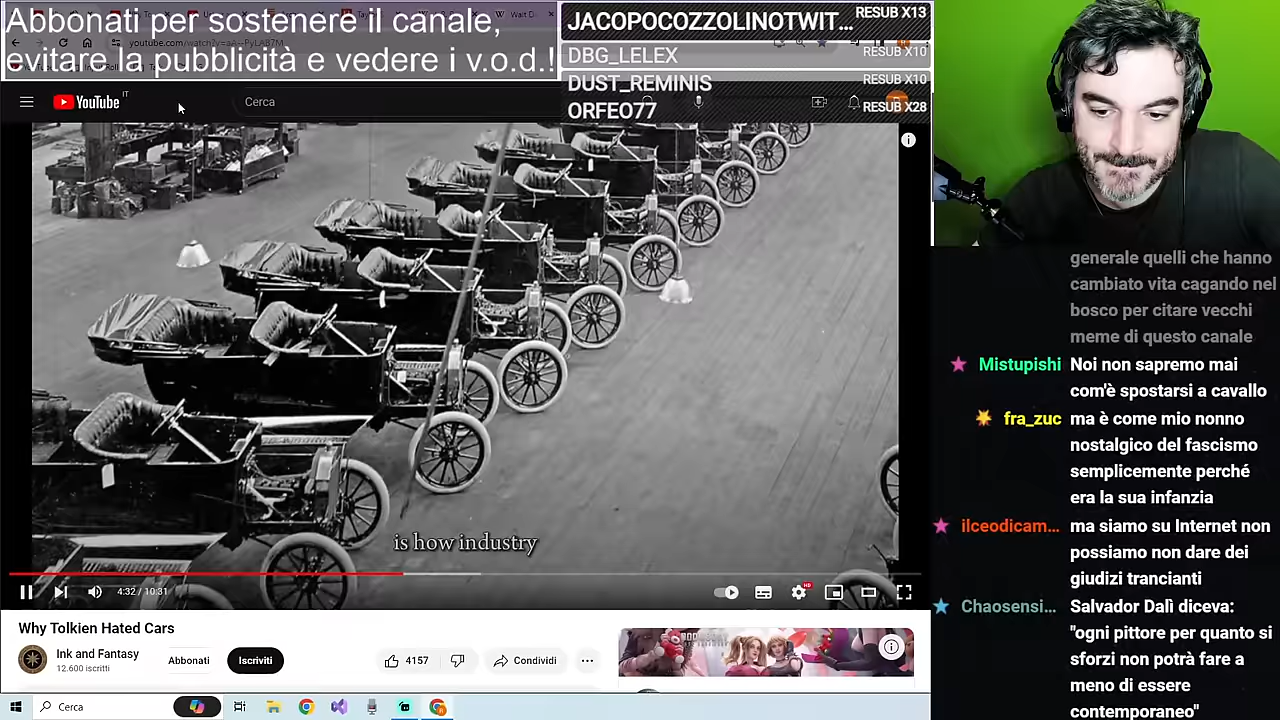 Abbonati per sostenere il canale,
evitare la pubblicità e vedere i v.o.d.!
JACOPOCOZZOLINOTWIT...
RESUB X13
DBG_LELEX
RESUB X10
DUST_REMINIS
RESUB X10
ORFEO77
RESUB X28
YouTube
IT
Cerca
is how industry
4:32 / 10:31
HD
Why Tolkien Hated Cars
Ink and Fantasy
12.600 iscritti
Abbonati
Iscriviti
4157
Condividi
Cerca
generale quelli che hanno
cambiato vita cagando nel
bosco per citare vecchi
meme di questo canale
Mistupishi Noi non sapremo mai
com'è spostarsi a cavallo
fra_zuc ma è come mio nonno
nostalgico del fascismo
semplicemente perché
era la sua infanzia
ilceodicam... ma siamo su Internet non
possiamo non dare dei
giudizi trancianti
Chaosensi... Salvador Dalì diceva:
"ogni pittore per quanto si
sforzi non potrà fare a
meno di essere
contemporaneo"